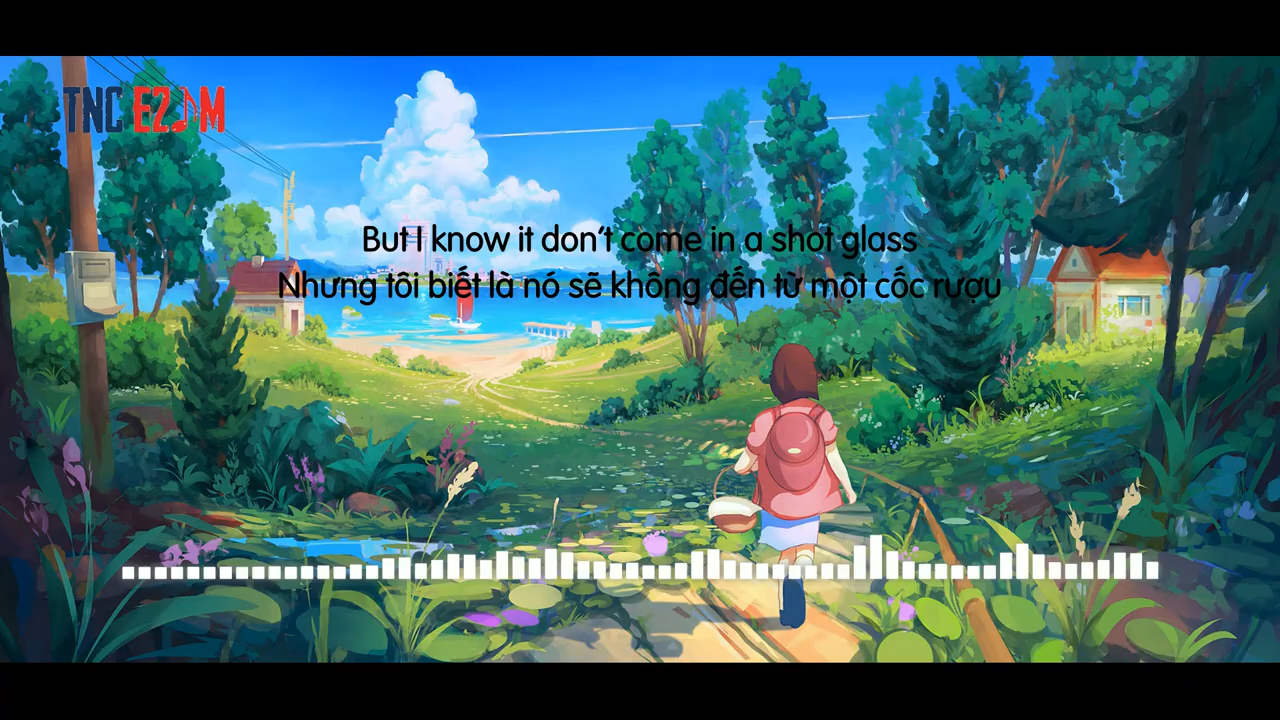 TNC EZ♫M
But I know it don't come in a shot glass
Nhưng tôi biết là nó sẽ không đến từ một cốc rượu